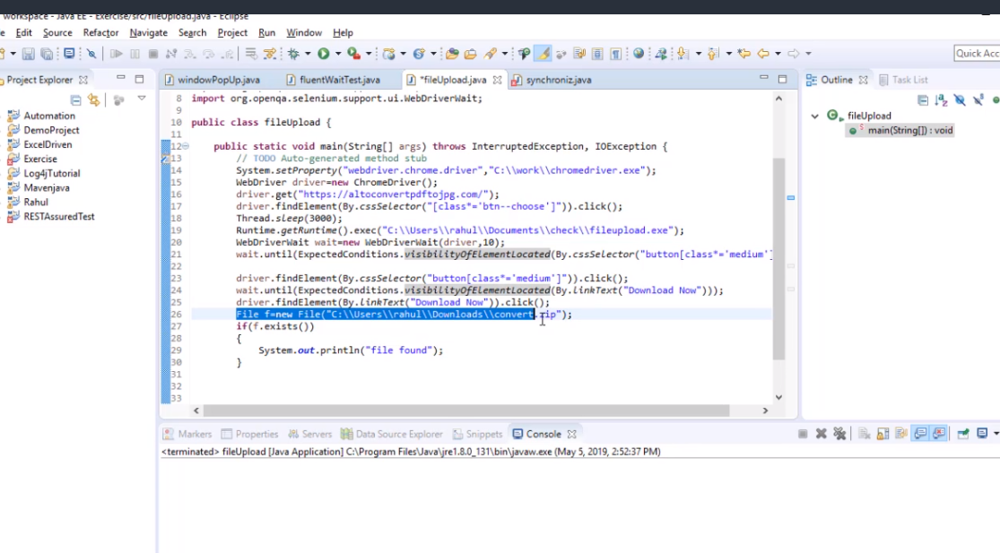 workspace - Java EE - Exercise/src/fileUpload.java - Eclipse
Edit Source Refactor Navigate Search Project Run Window Help
Quick Acc
Project Explorer
Automation
DemoProject
ExcelDriven
Exercise
Log4jTutorial
Mavenjava
Rahul
RESTAssuredTest
windowPopUp.java fluentWaitTest.java *fileUpload.java synchroniz.java
8 import org.openqa.selenium.support.ui.WebDriverWait;
9
10 public class fileUpload {
11
12 public static void main(String[] args) throws InterruptedException, IOException {
13 // TODO Auto-generated method stub
14 System.setProperty("webdriver.chrome.driver","C:\\work\\chromedriver.exe");
15 WebDriver driver=new ChromeDriver();
16 driver.get("https://altoconvertpdftojpg.com/");
17 driver.findElement(By.cssSelector("[class*='btn--choose']")).click();
18 Thread.sleep(3000);
19 Runtime.getRuntime().exec("C:\\Users\\rahul\\Documents\\check\\fileupload.exe");
20 WebDriverWait wait=new WebDriverWait(driver,10);
21 wait.until(ExpectedConditions.visibilityOfElementLocated(By.cssSelector("button[class*='medium']
22
23 driver.findElement(By.cssSelector("button[class*='medium']")).click();
24 wait.until(ExpectedConditions.visibilityOfElementLocated(By.linkText("Download Now")));
25 driver.findElement(By.linkText("Download Now")).click();
26 File f=new File("C:\\Users\\rahul\\Downloads\\convert.zip");
27 if(f.exists())
28 {
29 System.out.println("file found");
30 }
31
32
33
Outline Task List
fileUpload
main(String[]) : void
Markers Properties Servers Data Source Explorer Snippets Console
<terminated> fileUpload [Java Application] C:\Program Files\Java\jre1.8.0_131\bin\javaw.exe (May 5, 2019, 2:52:37 PM)